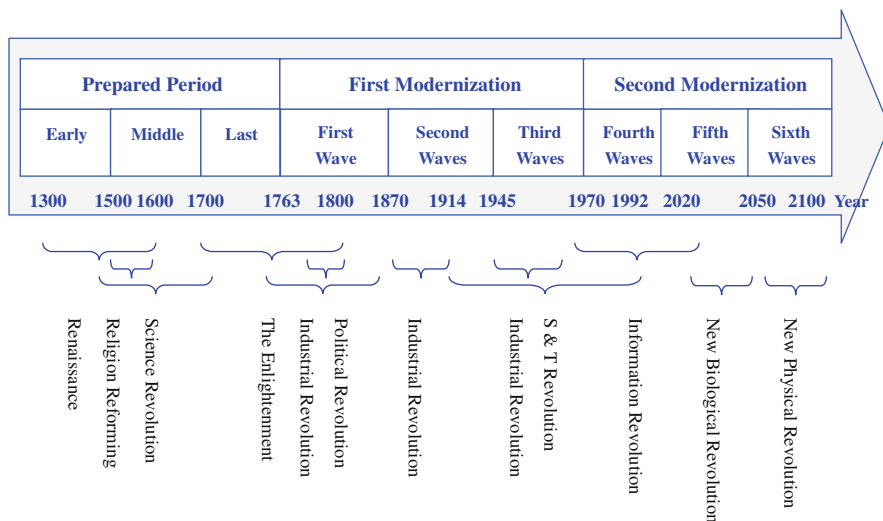 Prepared Period First Modernization Second Modernization
Early Middle Last First Wave Second Waves Third Waves Fourth Waves Fifth Waves Sixth Waves
1300 1500 1600 1700 1763 1800 1870 1914 1945 1970 1992 2020 2050 2100 Year
Renaissance
Religion Reforming
Science Revolution
The Enlightenment
Industrial Revolution
Political Revolution
Industrial Revolution
Industrial Revolution
S & T Revolution
Information Revolution
New Biological Revolution
New Physical Revolution